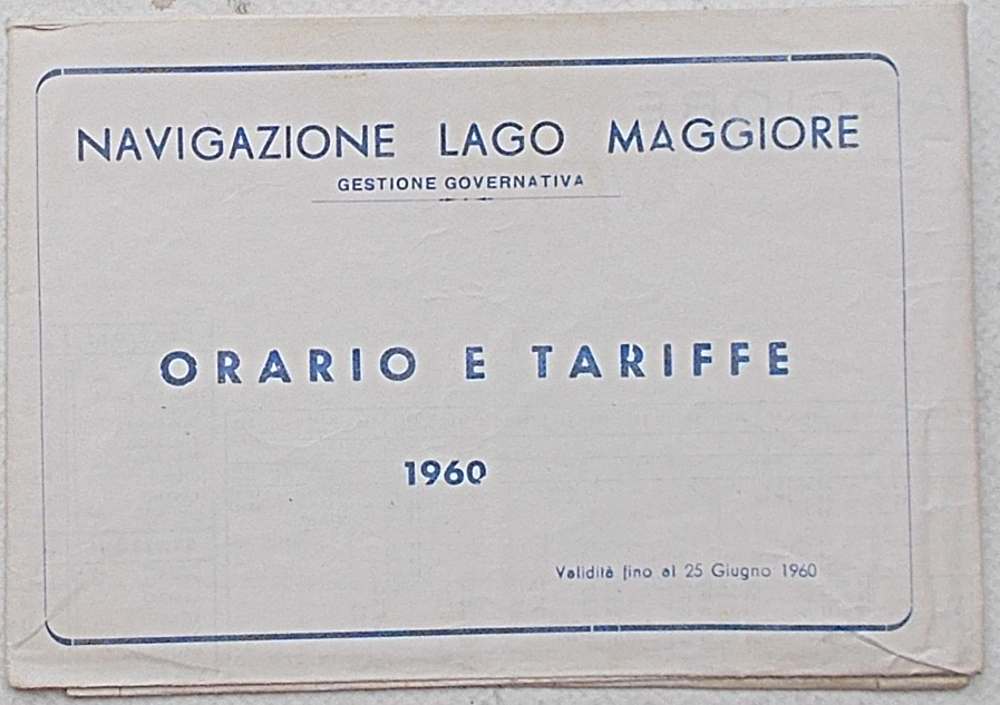 NAVIGAZIONE LAGO MAGGIORE
GESTIONE GOVERNATIVA
ORARIO E TARIFFE
1960
Validità fino al 25 Giugno 1960